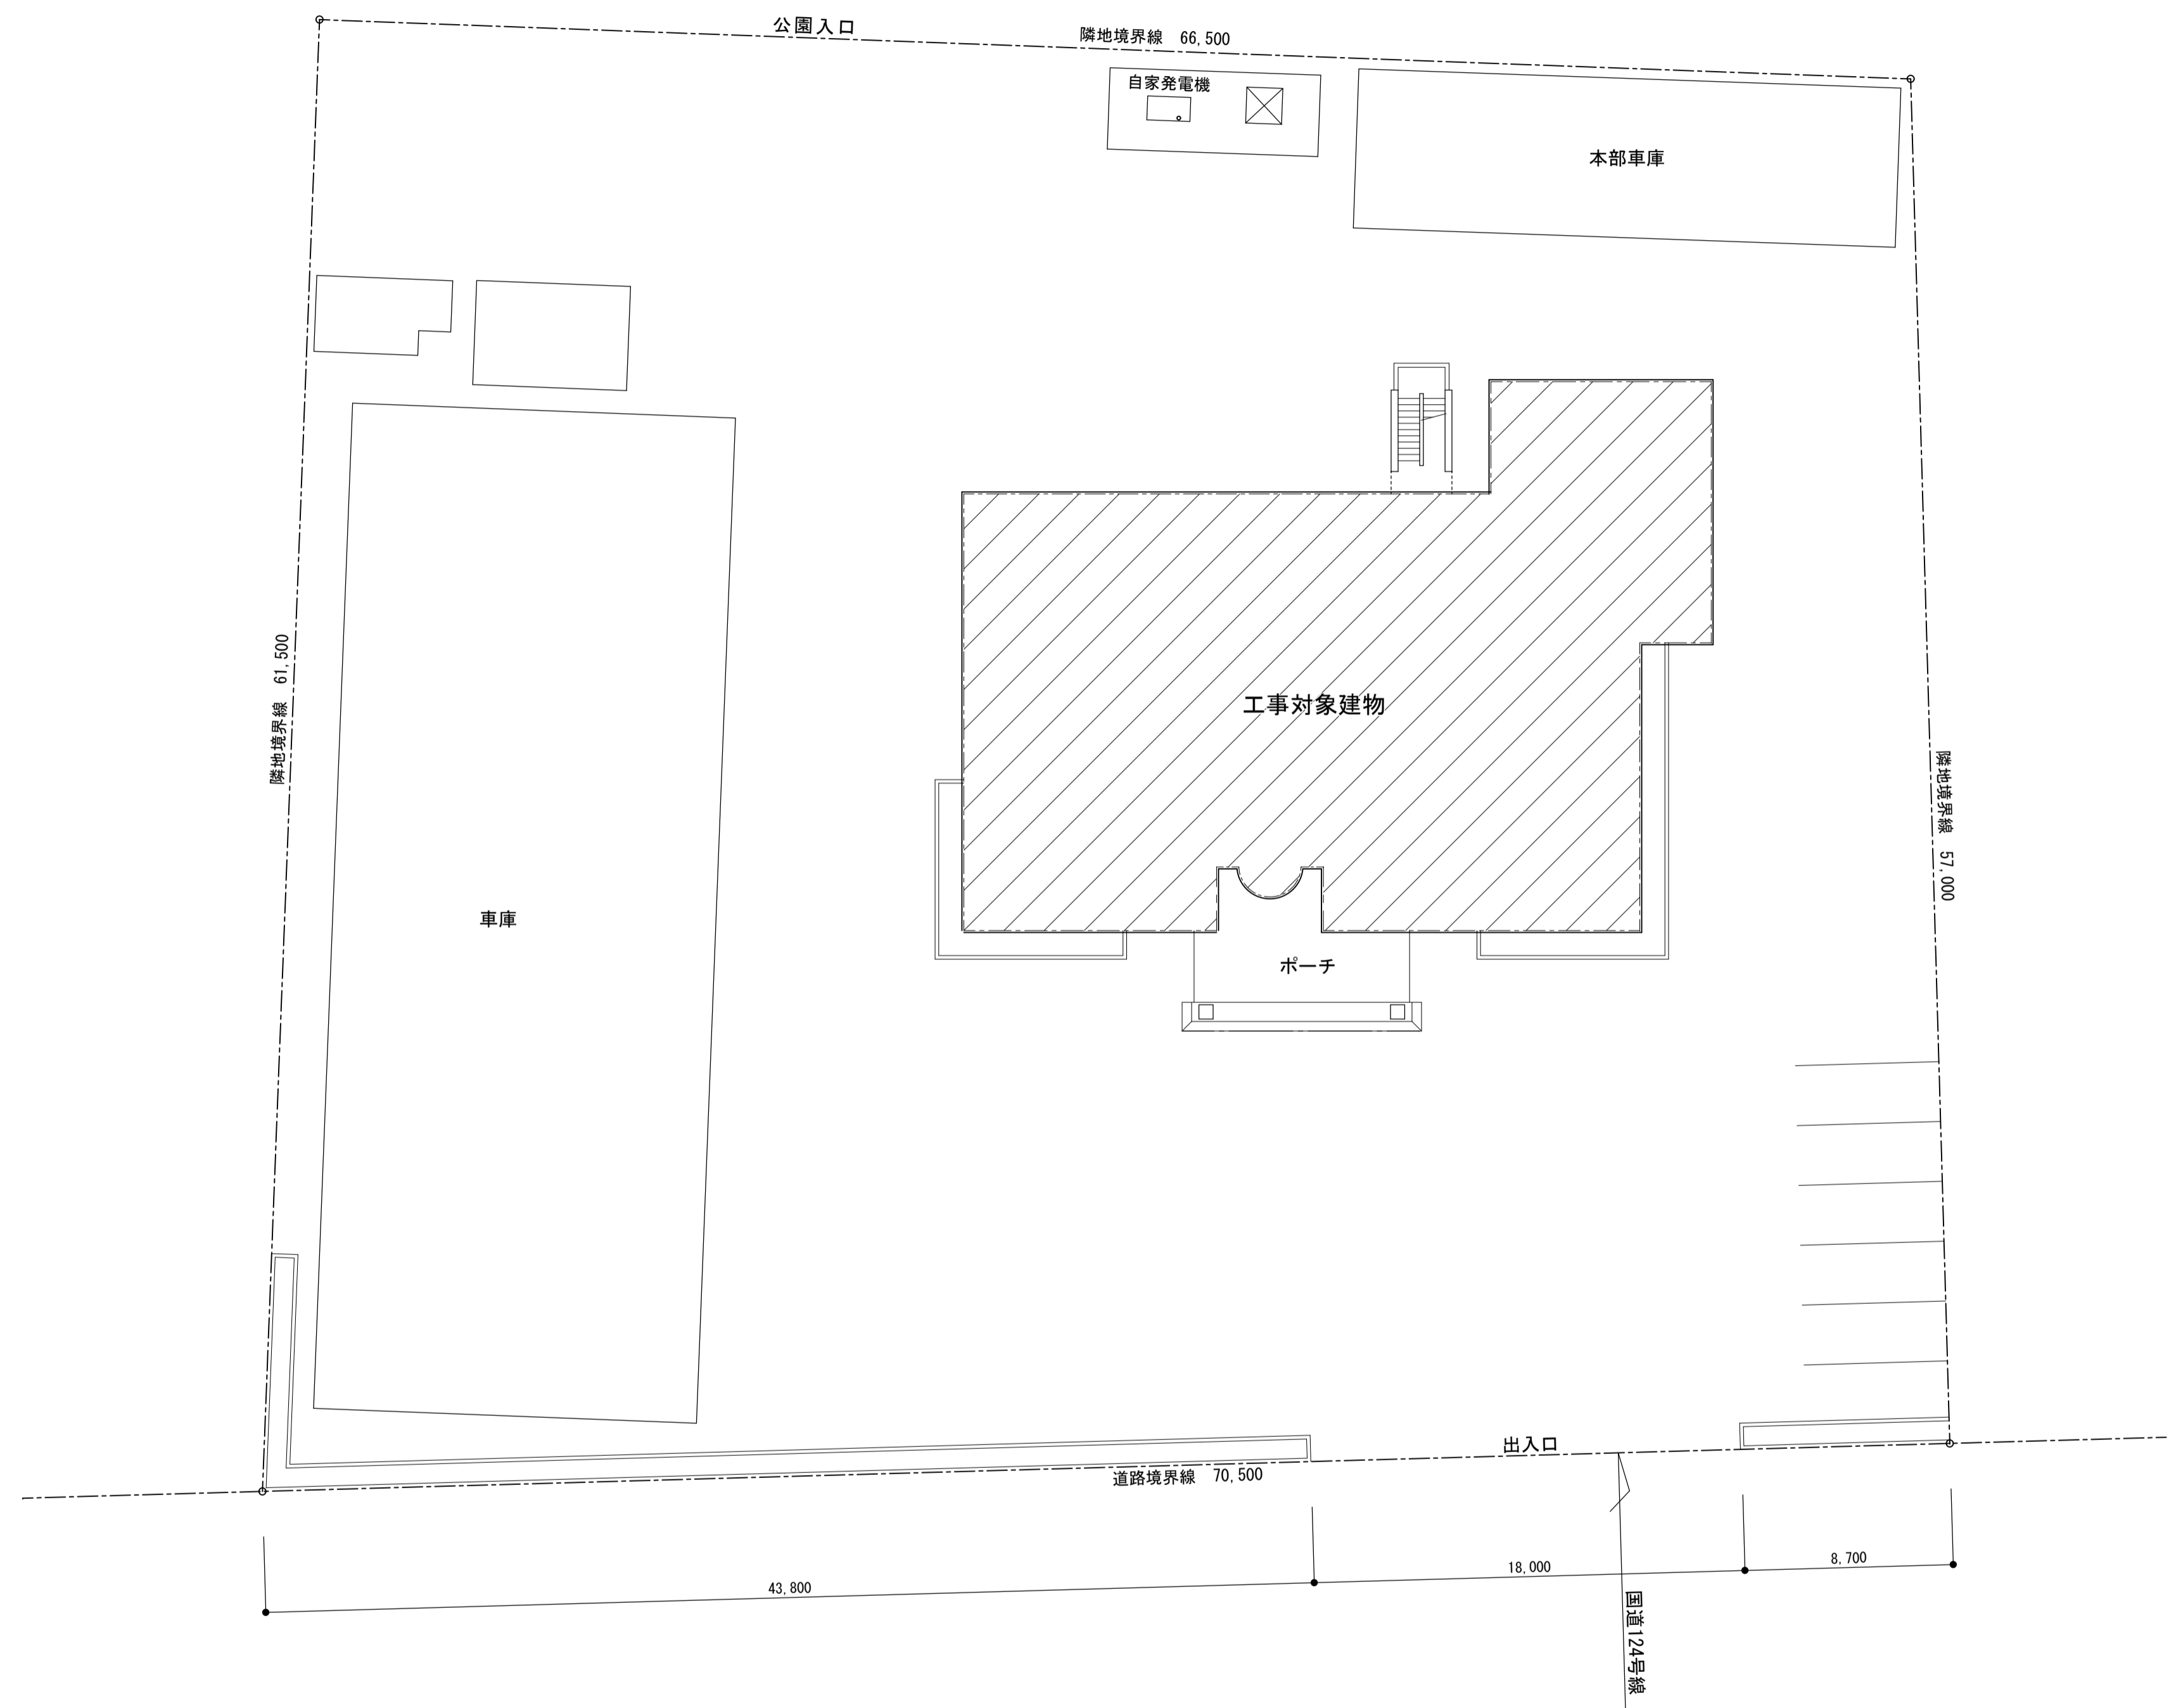 公園入口
隣地境界線　66,500
自家発電機
本部車庫
隣地境界線　61,500
工事対象建物
隣地境界線　57,000
車庫
ポーチ
出入口
道路境界線　70,500
43,800
18,000
8,700
国道124号線